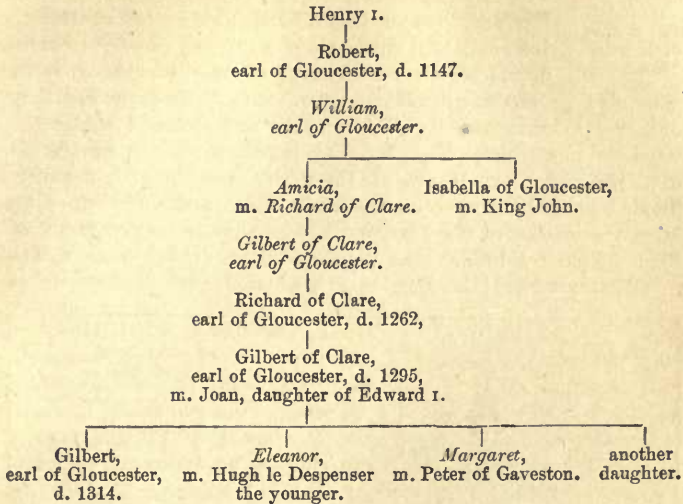 Henry I.
Robert,
earl of Gloucester, d. 1147.
William,
earl of Gloucester.
Amicia,
m. Richard of Clare.
Isabella of Gloucester,
m. King John.
Gilbert of Clare,
earl of Gloucester.
Richard of Clare,
earl of Gloucester, d. 1262,
Gilbert of Clare,
earl of Gloucester, d. 1295,
m. Joan, daughter of Edward I.
Gilbert,
earl of Gloucester,
d. 1314.
Eleanor,
m. Hugh le Despenser
the younger.
Margaret,
m. Peter of Gaveston.
another
daughter.